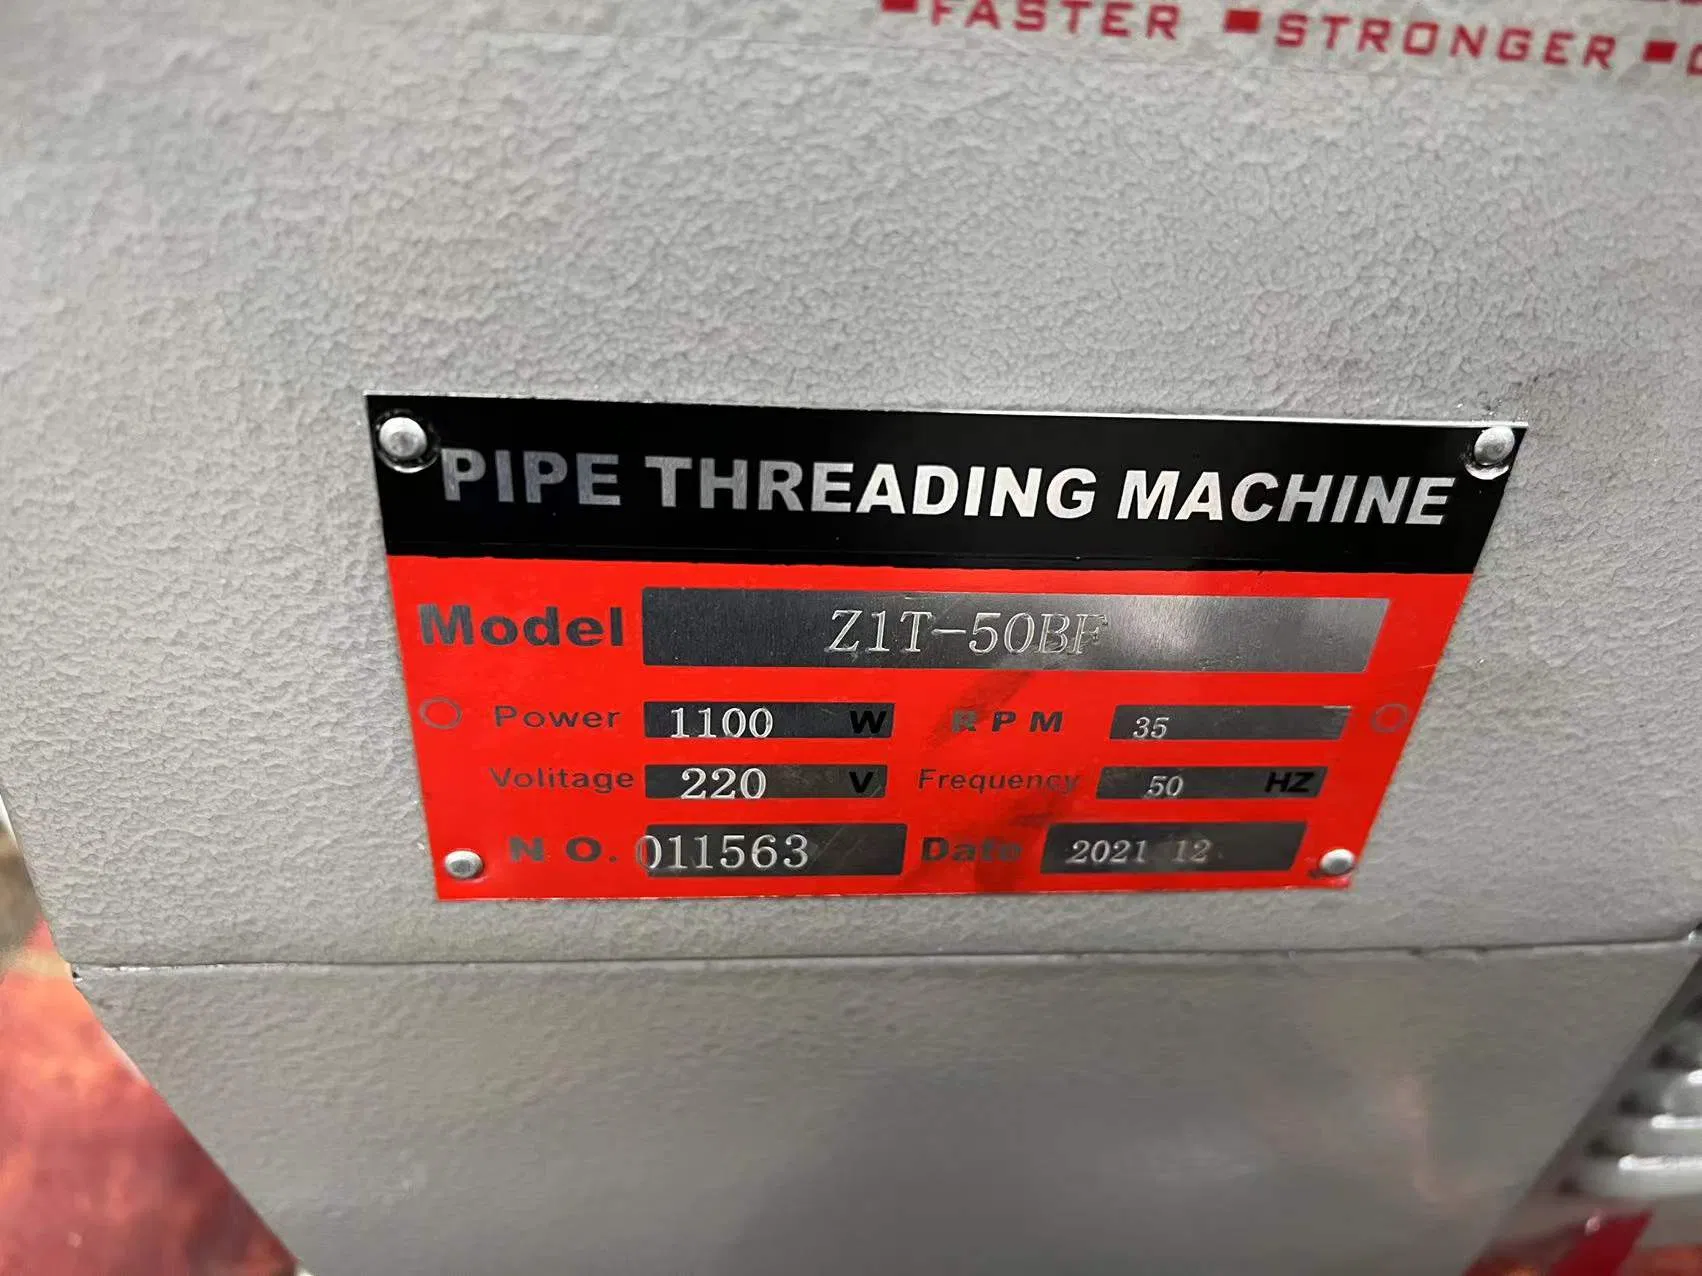 FASTER STRONGER
PIPE THREADING MACHINE
Model Z1T-50BF
Power 1100 W RPM 35
Volitage 220 V Frequency 50 HZ
NO. 011563 Date 2021 12